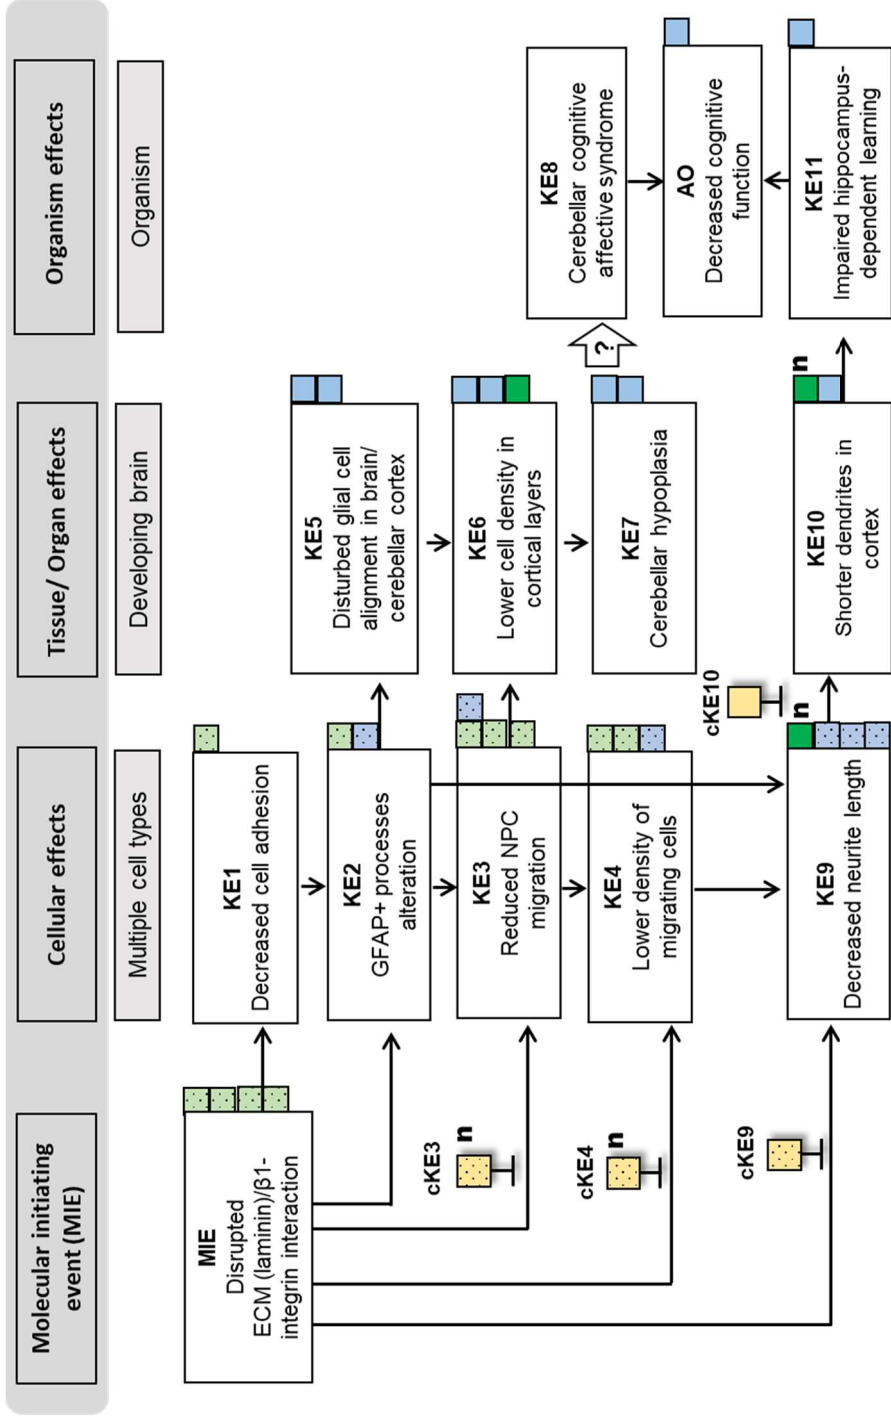 Molecular initiating
event (MIE)
Cellular effects
Tissue/ Organ effects
Organism effects
Multiple cell types
Developing brain
Organism
MIE
Disrupted
ECM (laminin)/β1-
integrin interaction
KE1
Decreased cell adhesion
KE2
GFAP+ processes
alteration
KE3
Reduced NPC
migration
KE4
Lower density of
migrating cells
KE9
Decreased neurite length
cKE3
n
cKE4
n
cKE9
cKE10
n
KE5
Disturbed glial cell
alignment in brain/
cerebellar cortex
KE6
Lower cell density in
cortical layers
KE7
Cerebellar hypoplasia
KE10
Shorter dendrites in
cortex
n
?
KE8
Cerebellar cognitive
affective syndrome
AO
Decreased cognitive
function
KE11
Impaired hippocampus-
dependent learning